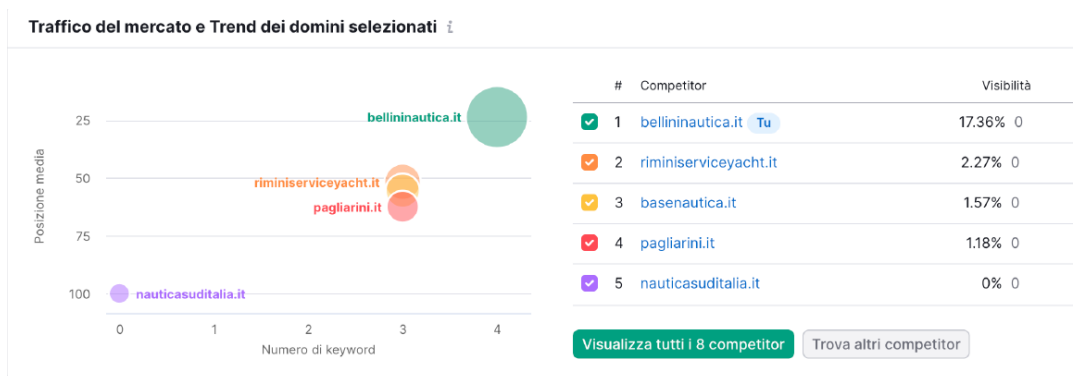 Traffico del mercato e Trend dei domini selezionati i
25
50
75
100
Posizione media
bellininautica.it
riminiserviceyacht.it
pagliarini.it
nauticasuditalia.it
0 1 2 3 4
Numero di keyword
# Competitor Visibilità
1 bellininautica.it Tu 17.36% 0
2 riminiserviceyacht.it 2.27% 0
3 basenautica.it 1.57% 0
4 pagliarini.it 1.18% 0
5 nauticasuditalia.it 0% 0
Visualizza tutti i 8 competitor Trova altri competitor